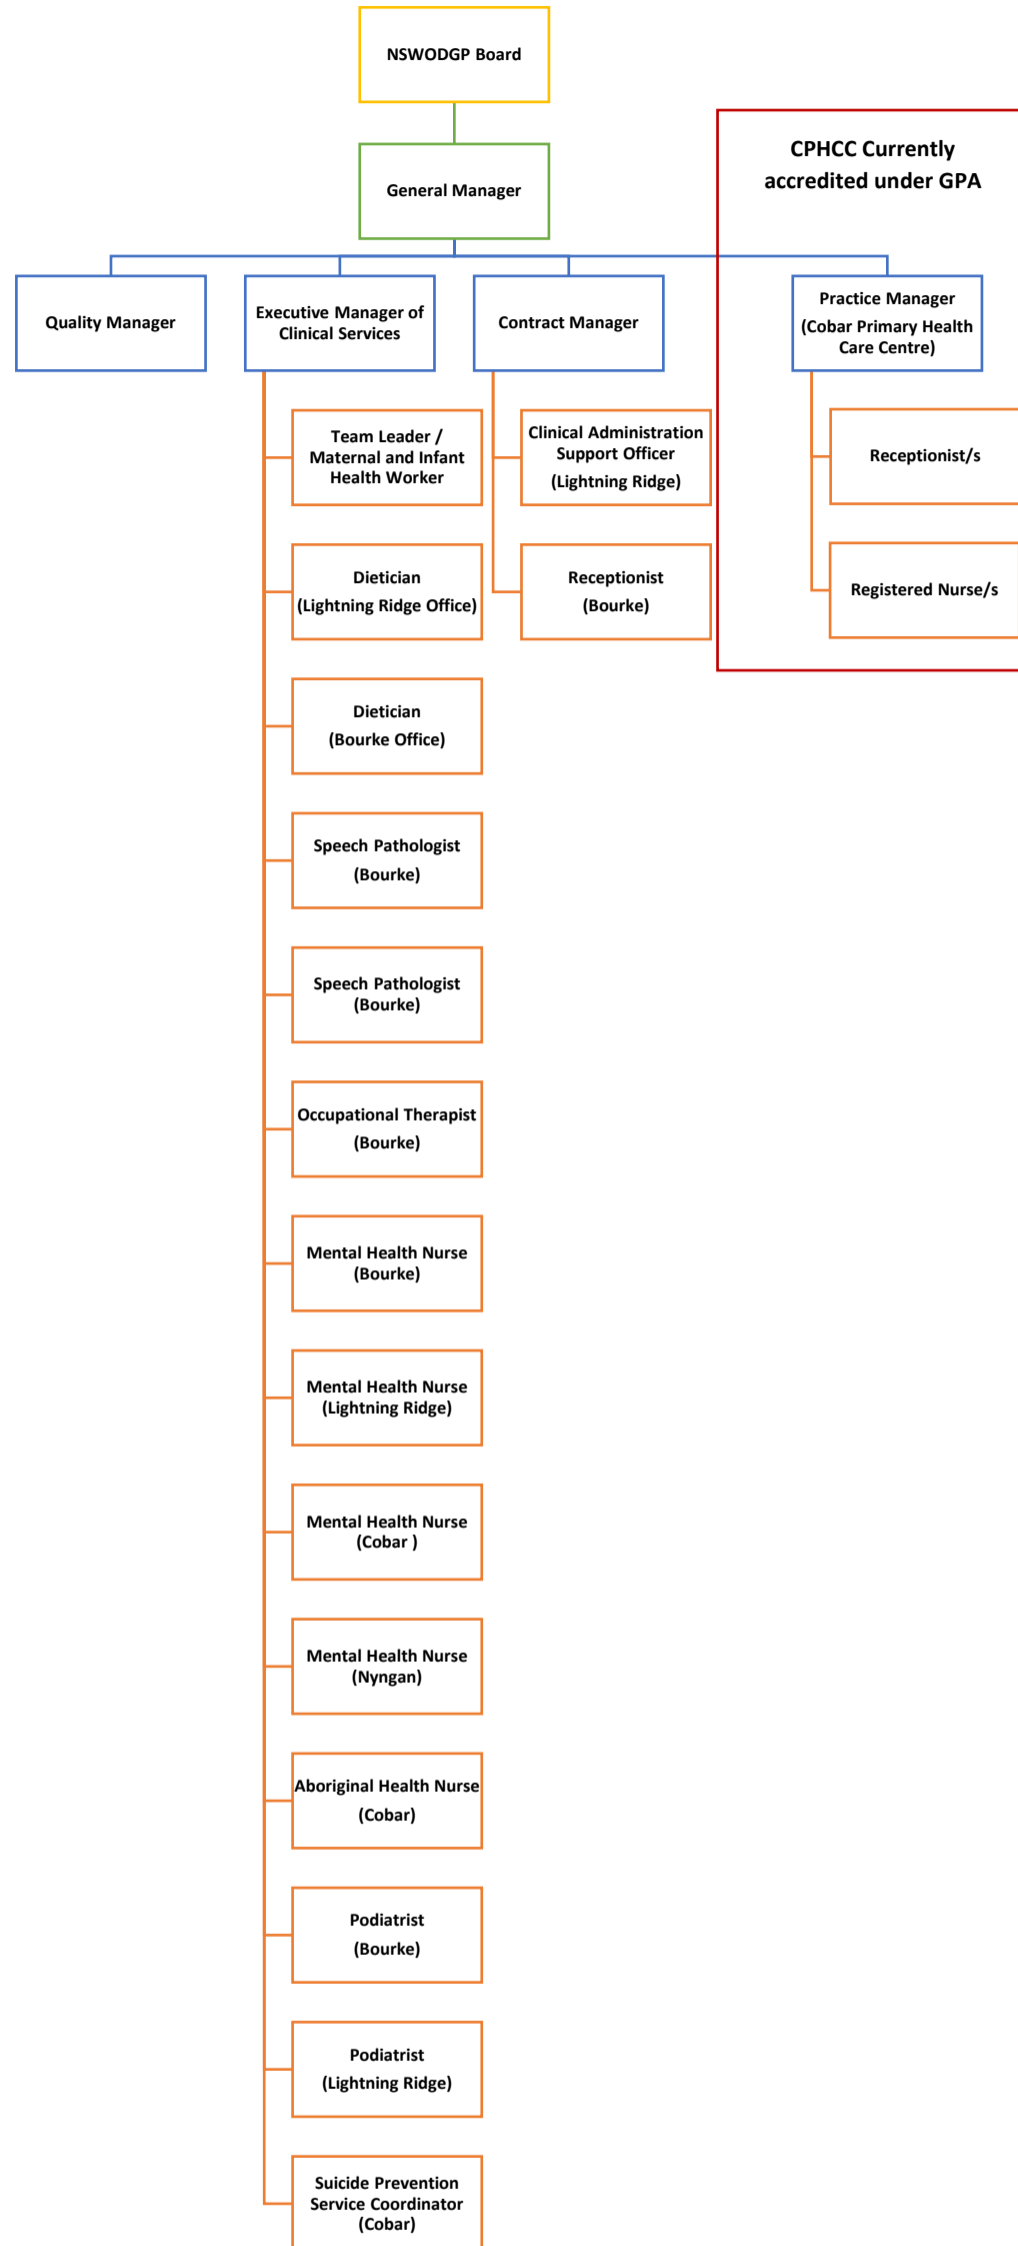 NSWODGP Board
CPHCC Currently
accredited under GPA
General Manager
Quality Manager
Executive Manager of
Clinical Services
Contract Manager
Practice Manager
(Cobar Primary Health
Care Centre)
Team Leader /
Maternal and Infant
Health Worker
Clinical Administration
Support Officer
(Lightning Ridge)
Receptionist/s
Dietician
(Lightning Ridge Office)
Receptionist
(Bourke)
Registered Nurse/s
Dietician
(Bourke Office)
Speech Pathologist
(Bourke)
Speech Pathologist
(Bourke)
Occupational Therapist
(Bourke)
Mental Health Nurse
(Bourke)
Mental Health Nurse
(Lightning Ridge)
Mental Health Nurse
(Cobar )
Mental Health Nurse
(Nyngan)
Aboriginal Health Nurse
(Cobar)
Podiatrist
(Bourke)
Podiatrist
(Lightning Ridge)
Suicide Prevention
Service Coordinator
(Cobar)